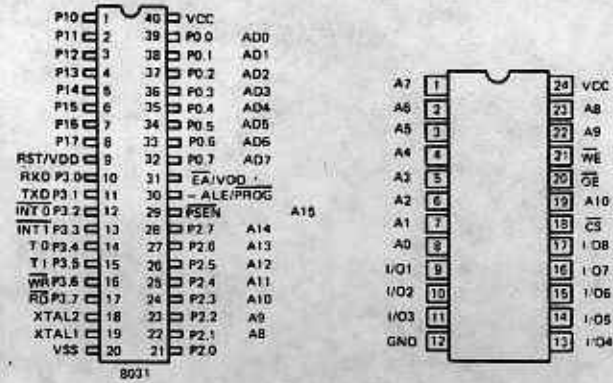 P10 1 40 VCC
P11 2 39 P0.0 AD0
P12 3 38 P0.1 AD1
P13 4 37 P0.2 AD2
P14 5 36 P0.3 AD3
P15 6 35 P0.4 AD4
P16 7 34 P0.5 AD5
P17 8 33 P0.6 AD6
RST/VDD 9 32 P0.7 AD7
RXD P3.0 10 31 EA/VDD
TXD P3.1 11 30 ALE/PROG
INT0 P3.2 12 29 PSEN A15
INT1 P3.3 13 28 P2.7 A14
T0 P3.4 14 27 P2.6 A13
T1 P3.5 15 26 P2.5 A12
WR P3.6 16 25 P2.4 A11
RD P3.7 17 24 P2.3 A10
XTAL2 18 23 P2.2 A9
XTAL1 19 22 P2.1 A8
VSS 20 21 P2.0
8031
A7 1 24 VCC
A6 2 23 A8
A5 3 22 A9
A4 4 21 WE
A3 5 20 OE
A2 6 19 A10
A1 7 18 CS
A0 8 17 I/O8
I/O1 9 16 I/O7
I/O2 10 15 I/O6
I/O3 11 14 I/O5
GND 12 13 I/O4